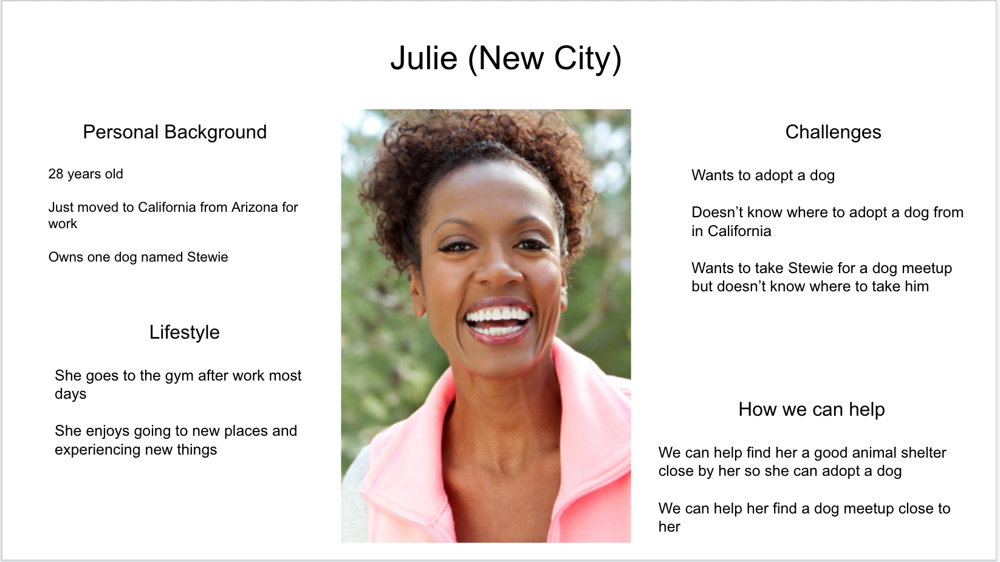 Julie (New City)
Personal Background
28 years old
Just moved to California from Arizona for
work
Owns one dog named Stewie
Lifestyle
She goes to the gym after work most
days
She enjoys going to new places and
experiencing new things
Challenges
Wants to adopt a dog
Doesn’t know where to adopt a dog from
in California
Wants to take Stewie for a dog meetup
but doesn’t know where to take him
How we can help
We can help find her a good animal shelter
close by her so she can adopt a dog
We can help her find a dog meetup close to
her